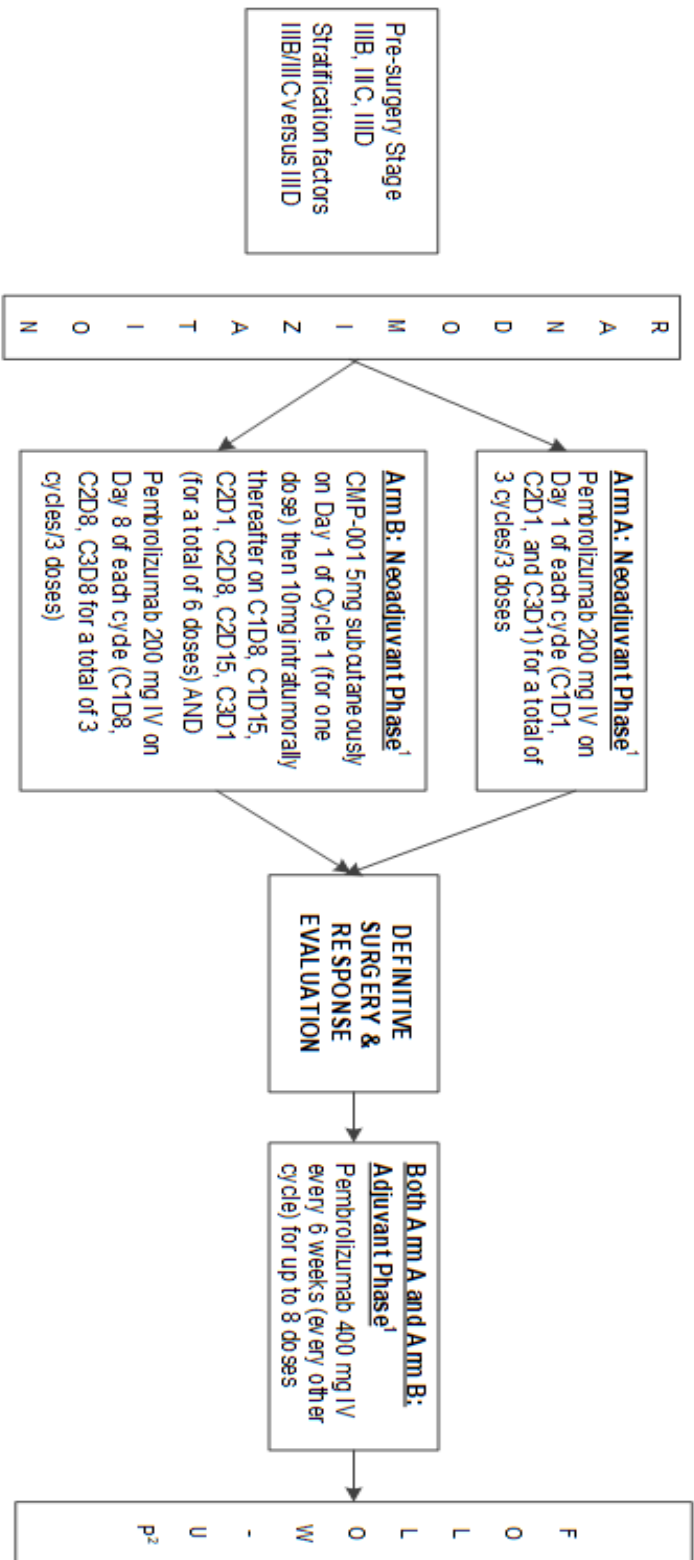 Pre-surgery Stage
IIIB, IIIC, IIID
Stratification factors
IIIB/IIIC versus IIID
R A N D O M I Z A T I O N
Arm A: Neoadjuvant Phase¹
Pembrolizumab 200 mg IV on
Day 1 of each cycle (C1D1,
C2D1, and C3D1) for a total of
3 cycles/3 doses
Arm B: Neoadjuvant Phase¹
CMP-001 5mg subcutaneously
on Day 1 of Cycle 1 (for one
dose) then 10mg intratumorally
thereafter on C1D8, C1D15,
C2D1, C2D8, C2D15, C3D1
(for a total of 6 doses) AND
Pembrolizumab 200 mg IV on
Day 8 of each cycle (C1D8,
C2D8, C3D8 for a total of 3
cycles/3 doses)
DEFINITIVE
SURGERY &
RESPONSE
EVALUATION
Both Arm A and Arm B:
Adjuvant Phase¹
Pembrolizumab 400 mg IV
every 6 weeks (every other
cycle) for up to 8 doses
F O L L O W - U P²